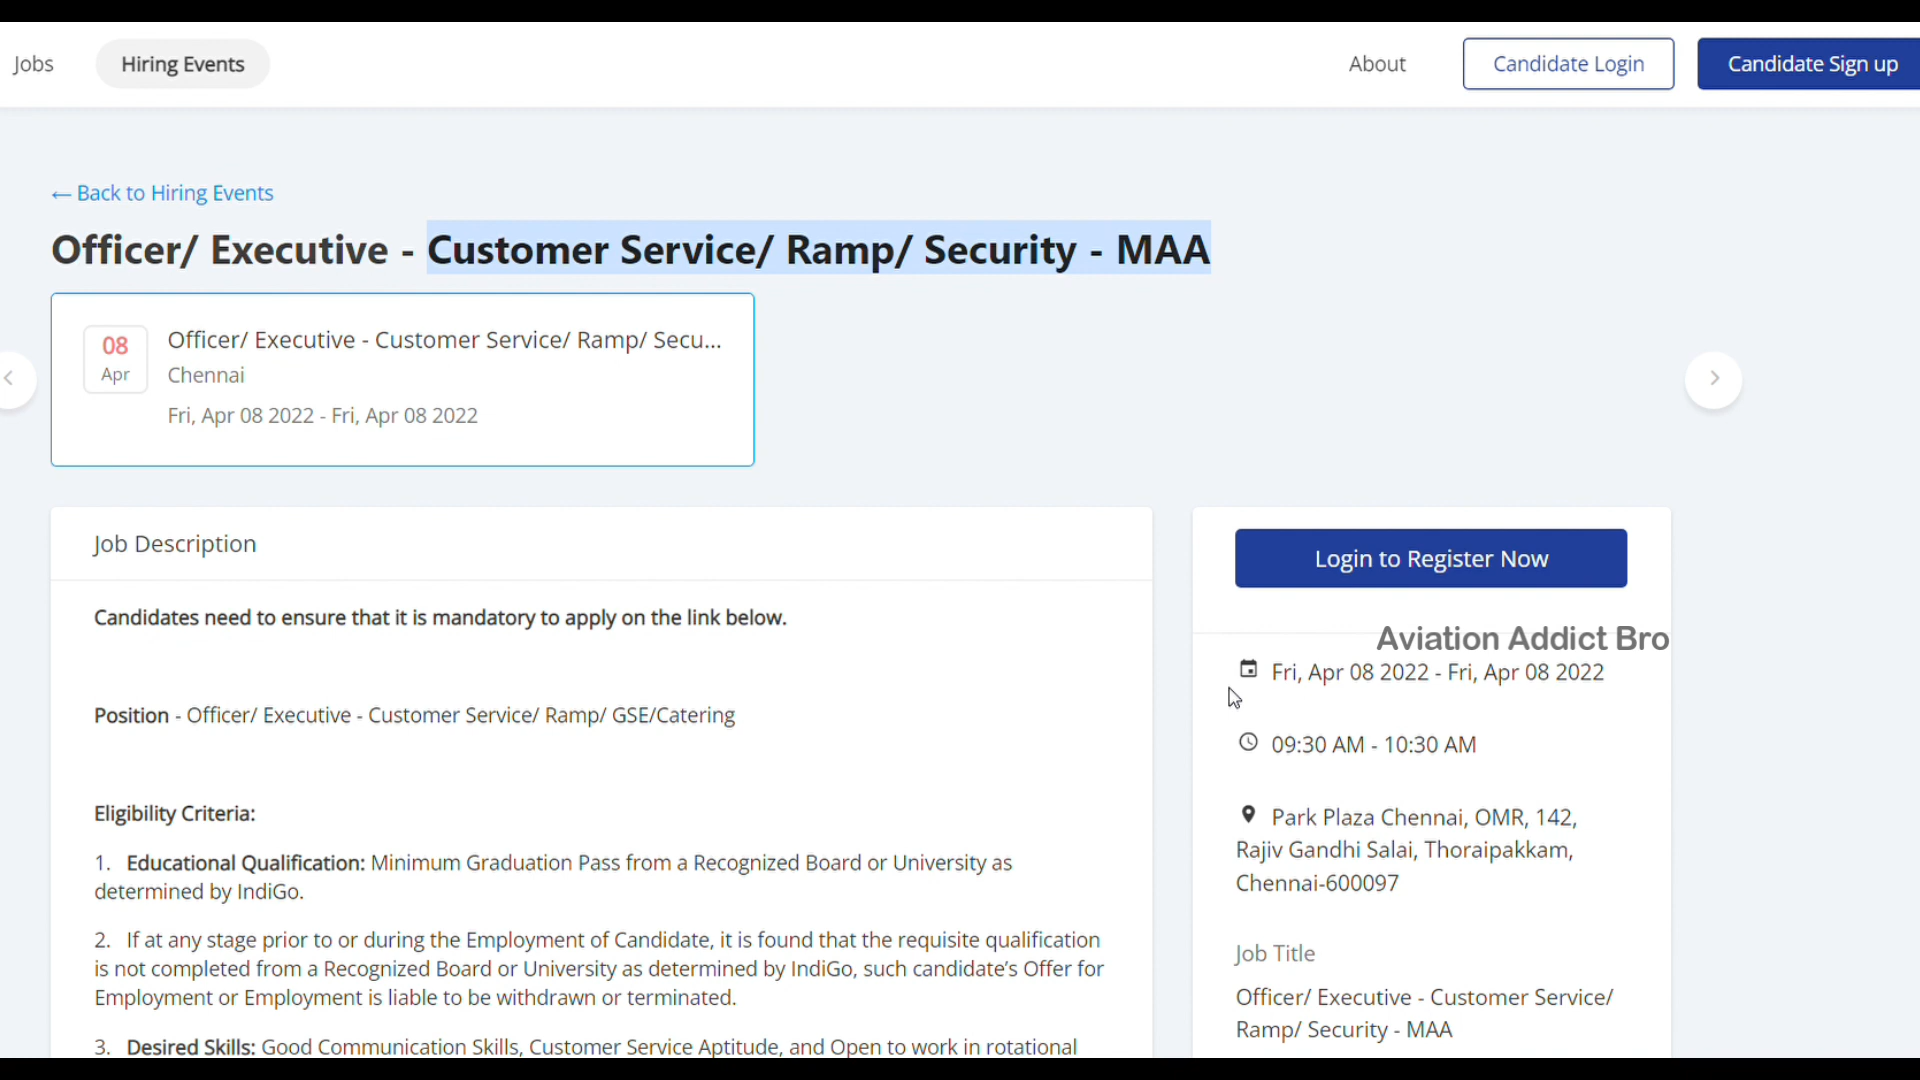 Jobs
Hiring Events
About
Candidate Login
Candidate Sign up
← Back to Hiring Events
Officer/ Executive - Customer Service/ Ramp/ Security - MAA
08
Apr
Officer/ Executive - Customer Service/ Ramp/ Secu...
Chennai
Fri, Apr 08 2022 - Fri, Apr 08 2022
Job Description
Candidates need to ensure that it is mandatory to apply on the link below.
Position - Officer/ Executive - Customer Service/ Ramp/ GSE/Catering
Eligibility Criteria:
1. Educational Qualification: Minimum Graduation Pass from a Recognized Board or University as
determined by IndiGo.
2. If at any stage prior to or during the Employment of Candidate, it is found that the requisite qualification
is not completed from a Recognized Board or University as determined by IndiGo, such candidate’s Offer for
Employment or Employment is liable to be withdrawn or terminated.
3. Desired Skills: Good Communication Skills, Customer Service Aptitude, and Open to work in rotational
Login to Register Now
Aviation Addict Bro
Fri, Apr 08 2022 - Fri, Apr 08 2022
09:30 AM - 10:30 AM
Park Plaza Chennai, OMR, 142,
Rajiv Gandhi Salai, Thoraipakkam,
Chennai-600097
Job Title
Officer/ Executive - Customer Service/
Ramp/ Security - MAA